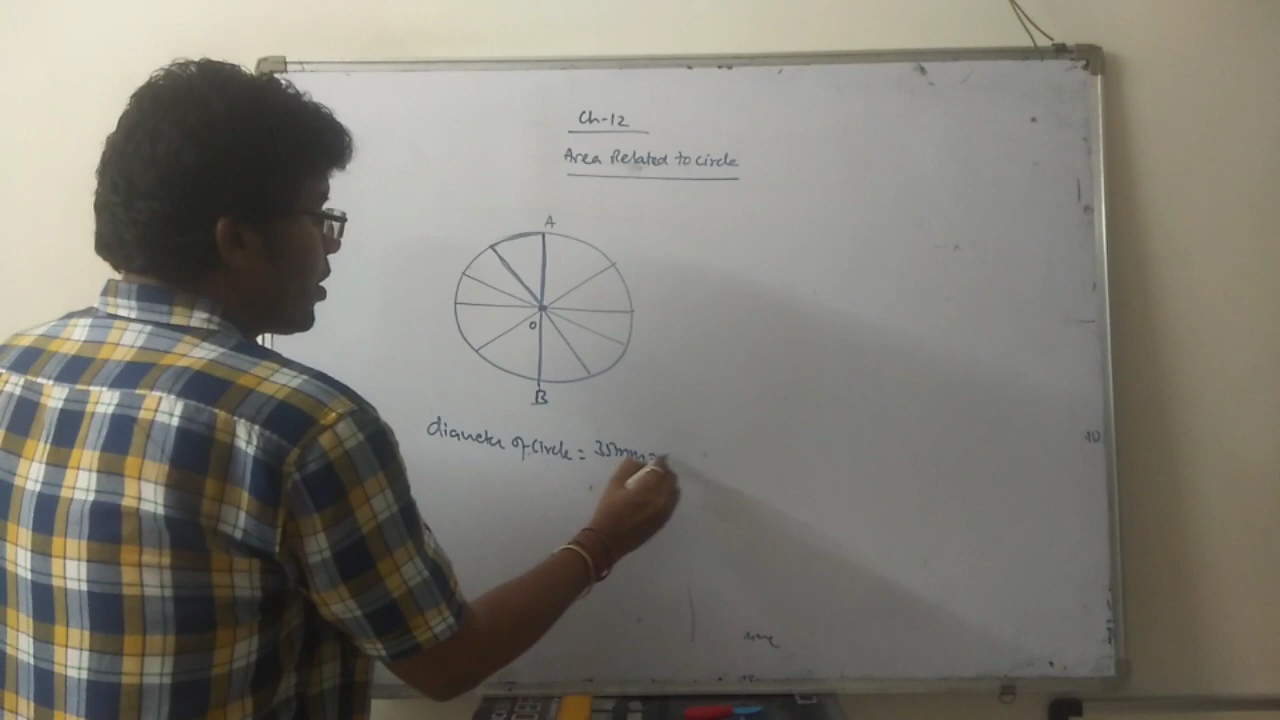 Ch-12
Area Related to circle
A
O
B
diameter of circle = 35mm =